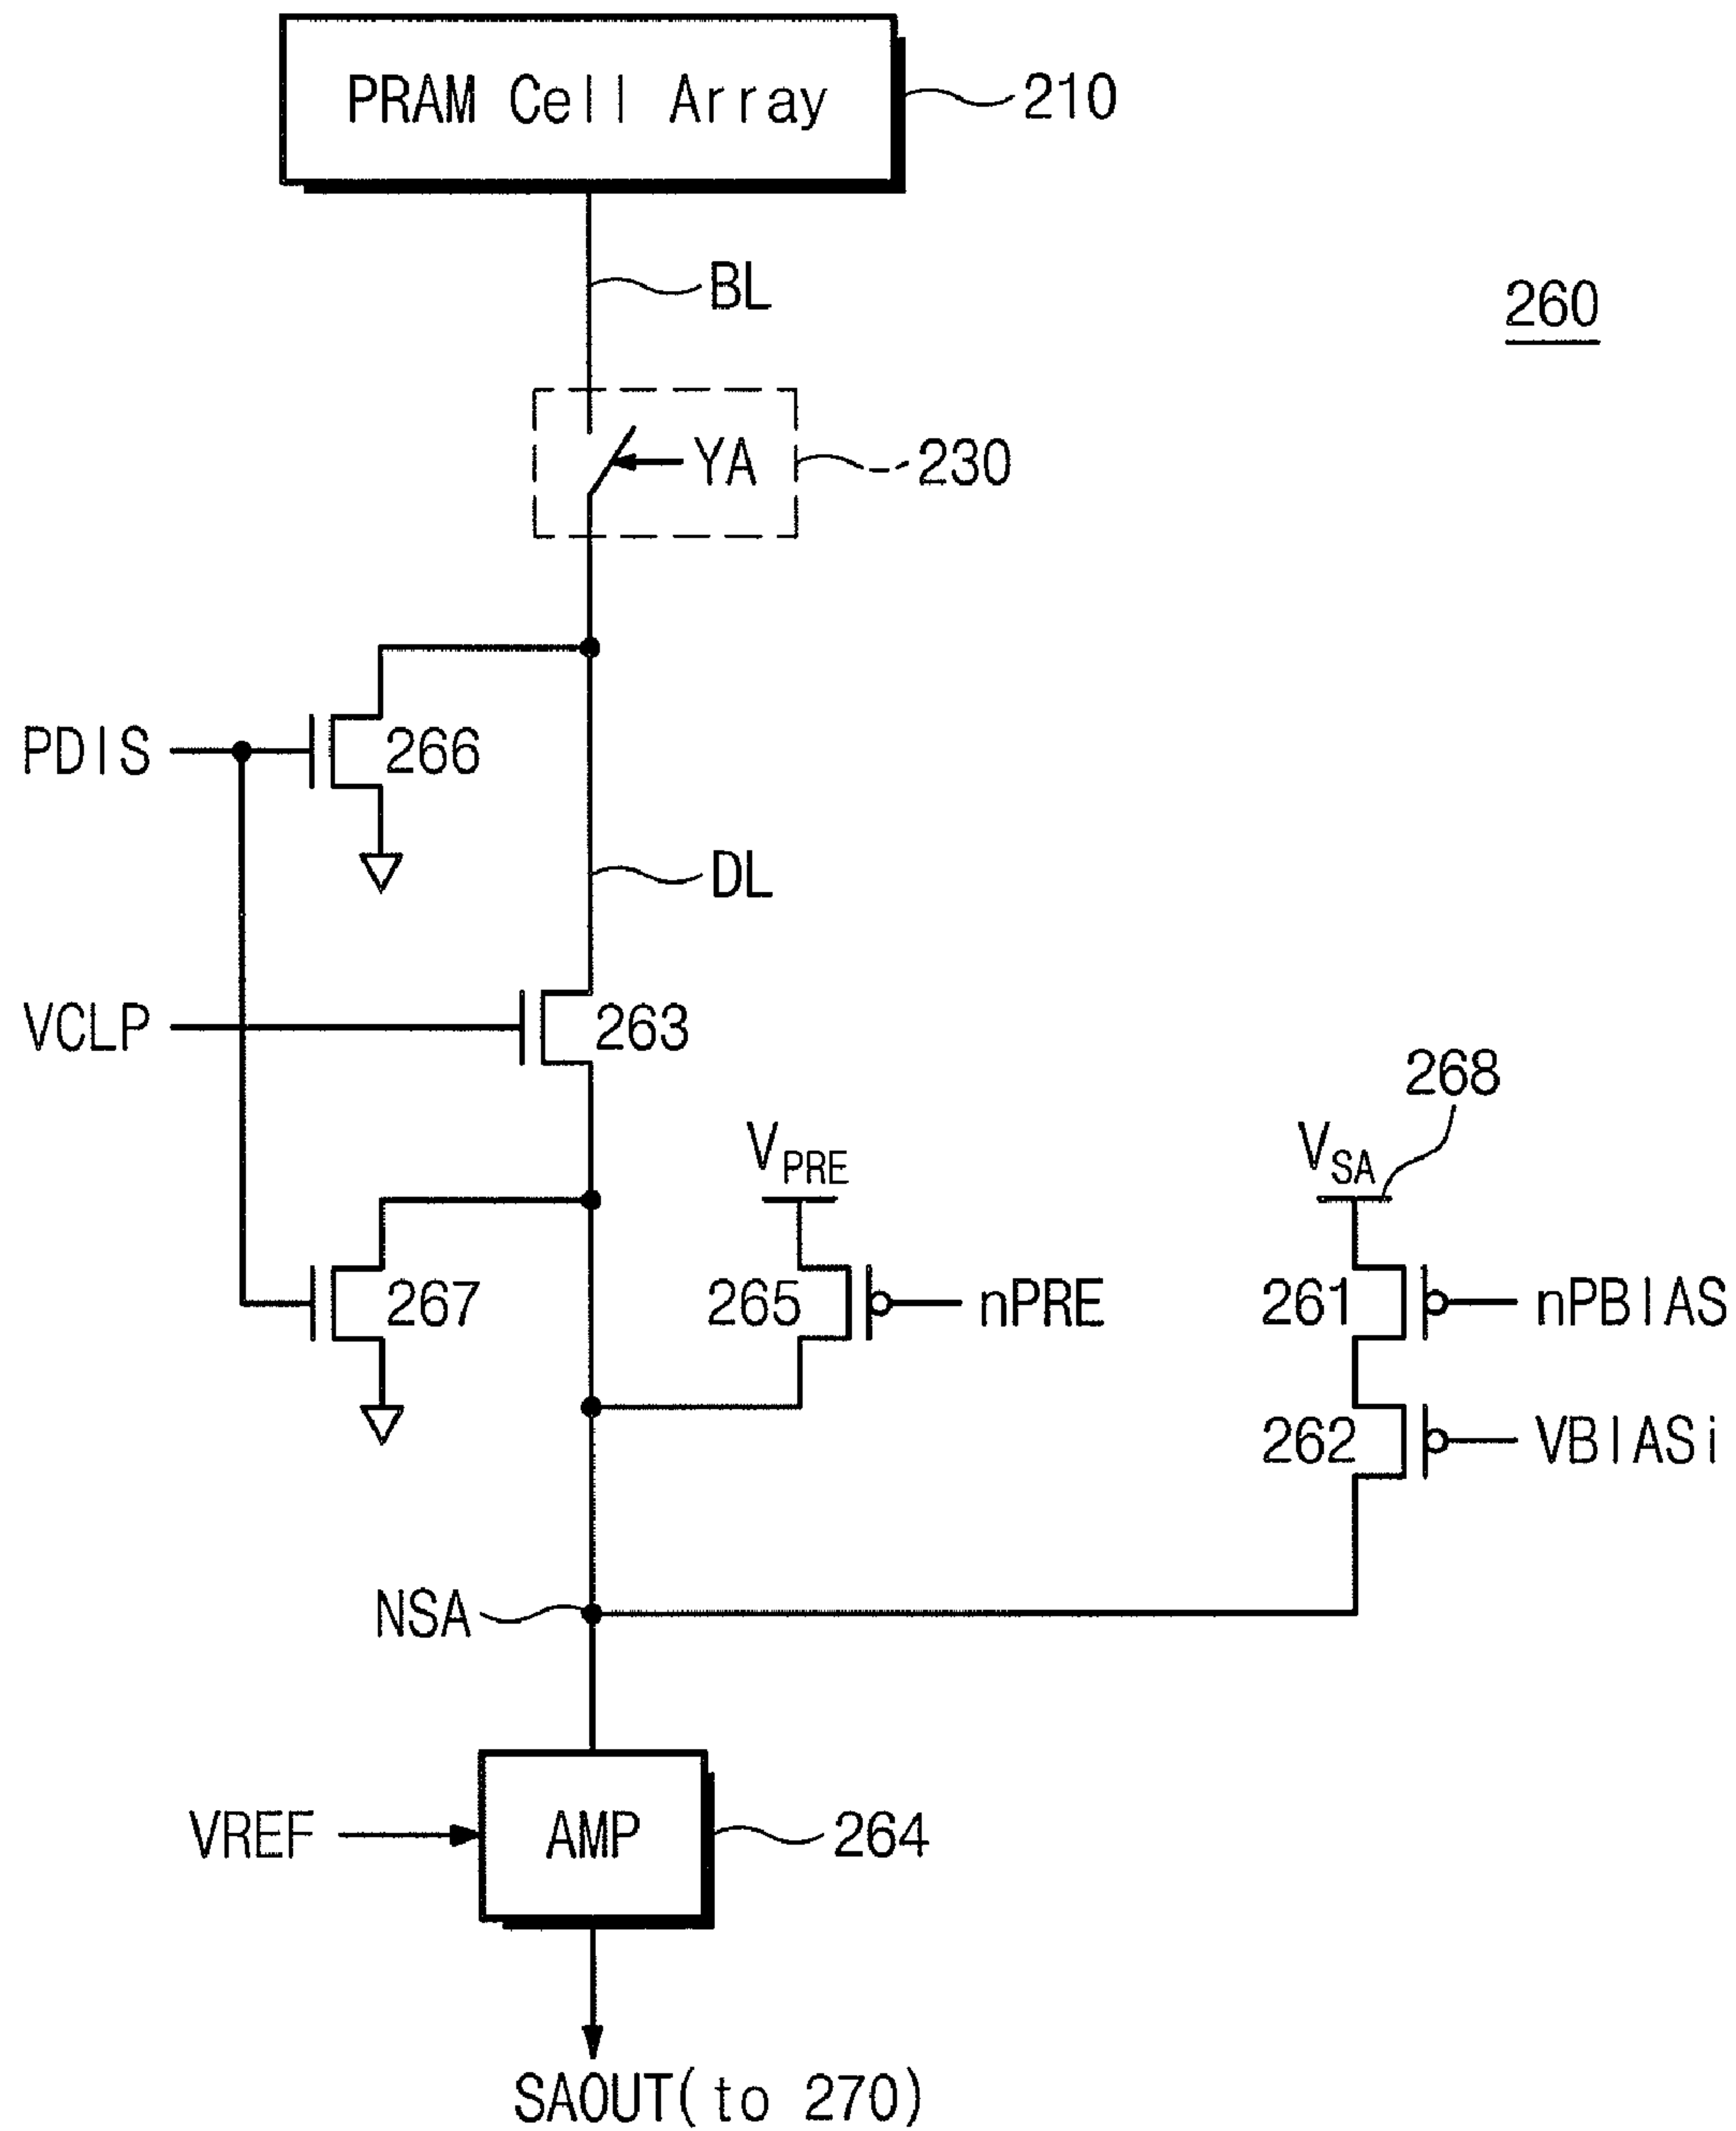 PRAM Cell Array
210
BL
260
YA
230
PDIS
266
DL
VCLP
263
268
VPRE
VSA
267
265
nPRE
261
nPBIAS
262
VBIASi
NSA
VREF
AMP
264
SAOUT(to 270)